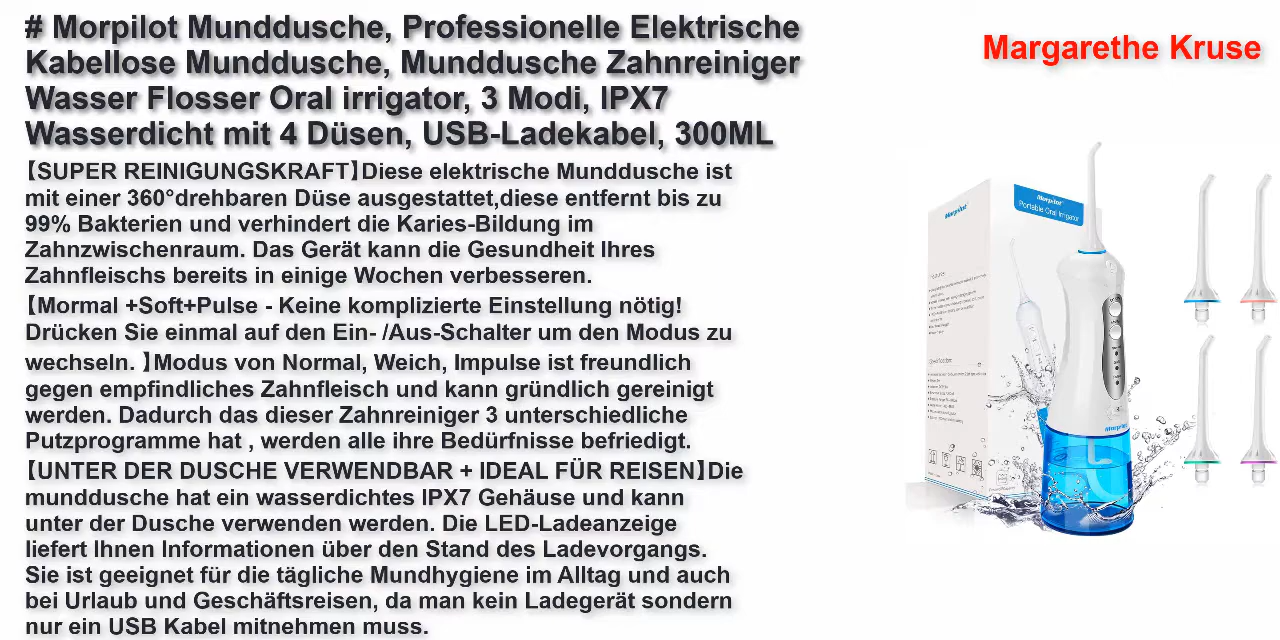 # Morpilot Munddusche, Professionelle Elektrische
Kabellose Munddusche, Munddusche Zahnreiniger
Wasser Flosser Oral irrigator, 3 Modi, IPX7
Wasserdicht mit 4 Düsen, USB-Ladekabel, 300ML
【SUPER REINIGUNGSKRAFT】Diese elektrische Munddusche ist
mit einer 360°drehbaren Düse ausgestattet,diese entfernt bis zu
99% Bakterien und verhindert die Karies-Bildung im
Zahnzwischenraum. Das Gerät kann die Gesundheit Ihres
Zahnfleischs bereits in einige Wochen verbesseren.
【Mormal +Soft+Pulse - Keine komplizierte Einstellung nötig!
Drücken Sie einmal auf den Ein- /Aus-Schalter um den Modus zu
wechseln. 】Modus von Normal, Weich, Impulse ist freundlich
gegen empfindliches Zahnfleisch und kann gründlich gereinigt
werden. Dadurch das dieser Zahnreiniger 3 unterschiedliche
Putzprogramme hat , werden alle ihre Bedürfnisse befriedigt.
【UNTER DER DUSCHE VERWENDBAR + IDEAL FÜR REISEN】Die
munddusche hat ein wasserdichtes IPX7 Gehäuse und kann
unter der Dusche verwenden werden. Die LED-Ladeanzeige
liefert Ihnen Informationen über den Stand des Ladevorgangs.
Sie ist geeignet für die tägliche Mundhygiene im Alltag und auch
bei Urlaub und Geschäftsreisen, da man kein Ladegerät sondern
nur ein USB Kabel mitnehmen muss.
Margarethe Kruse
Morpilot
Morpilot
Portable Oral Irrigator
Morpilot